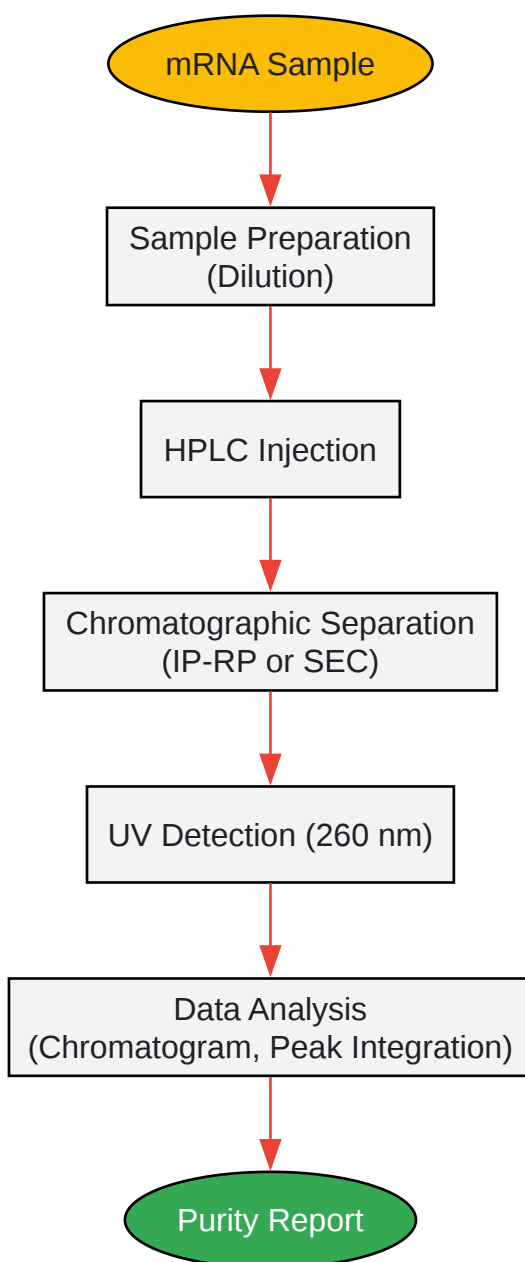 mRNA Sample
Sample Preparation
(Dilution)
HPLC Injection
Chromatographic Separation
(IP-RP or SEC)
UV Detection (260 nm)
Data Analysis
(Chromatogram, Peak Integration)
Purity Report